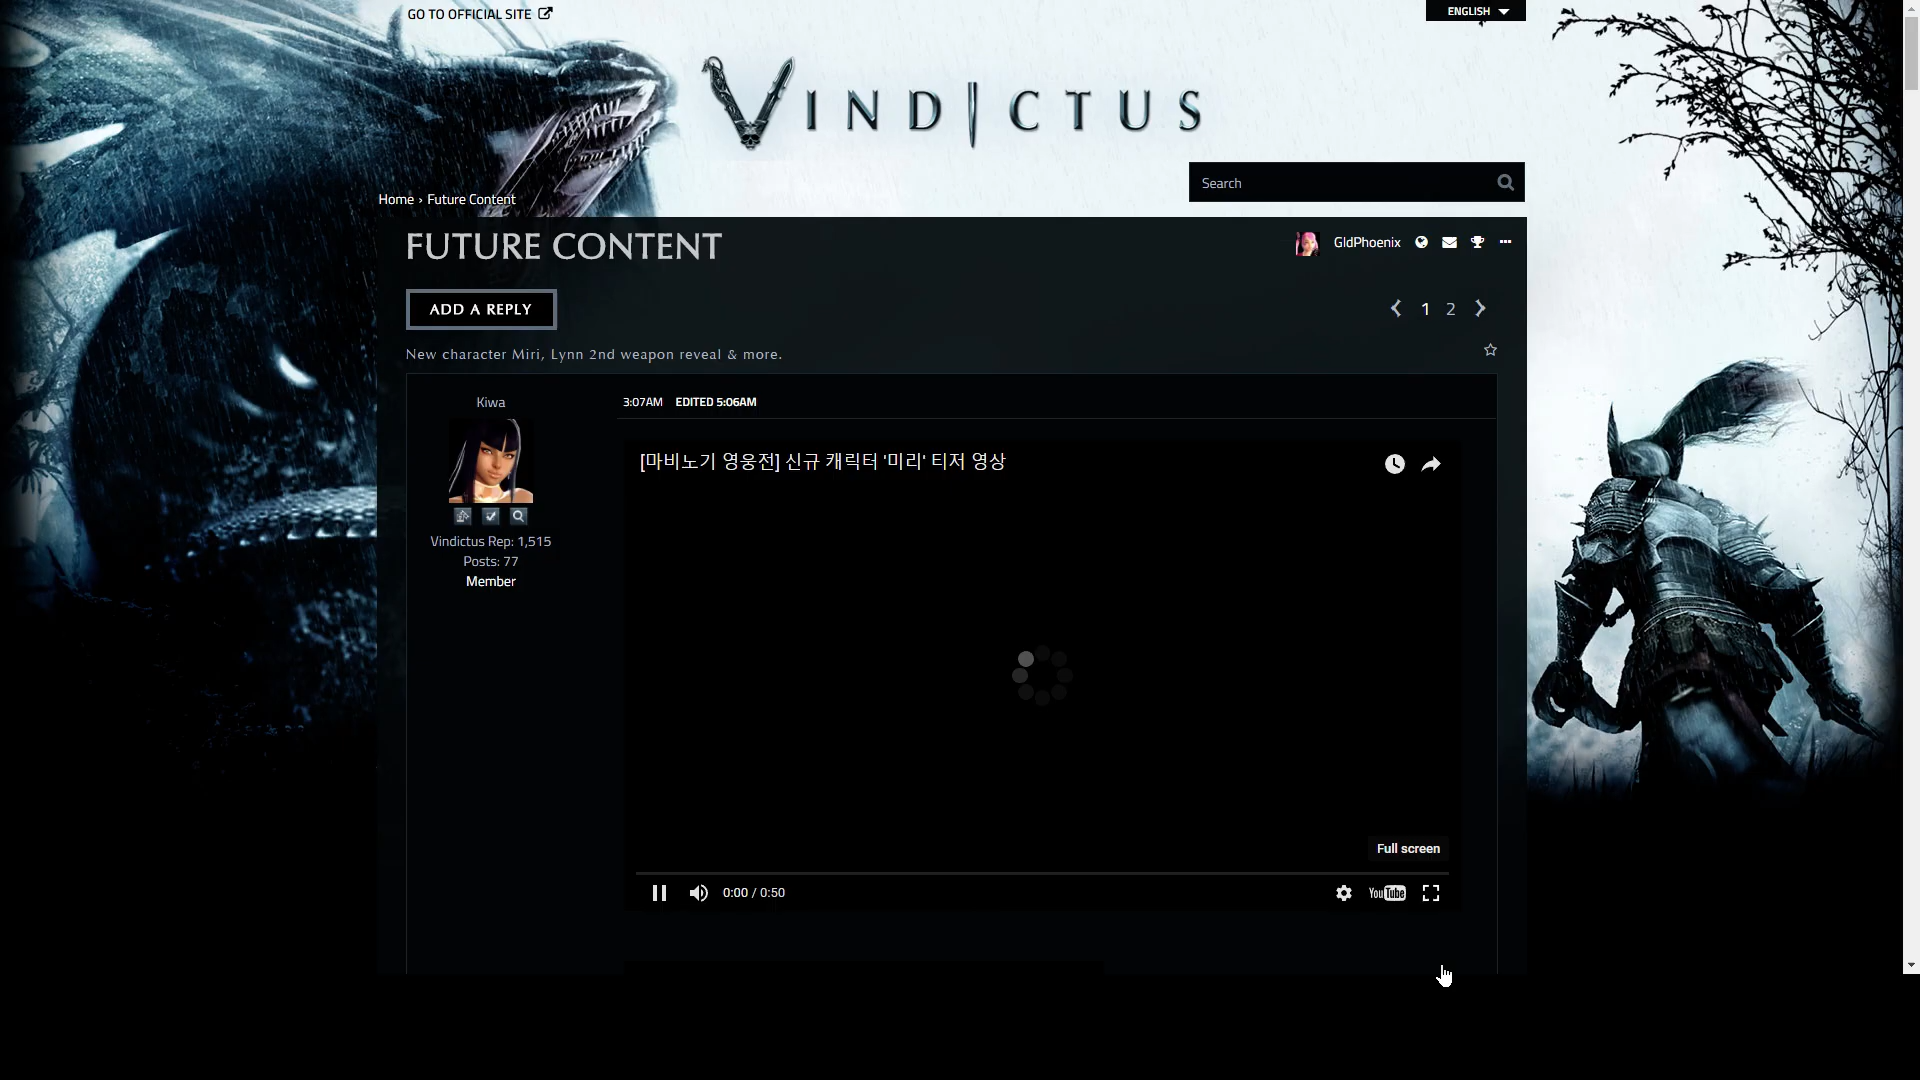 GO TO OFFICIAL SITE
ENGLISH
VINDICTUS
Search
Home › Future Content
FUTURE CONTENT
GldPhoenix
ADD A REPLY
1 2
New character Miri, Lynn 2nd weapon reveal & more.
Kiwa
3:07AM EDITED 5:06AM
[마비노기 영웅전] 신규 캐릭터 '미리' 티저 영상
Vindictus Rep: 1,515
Posts: 77
Member
Full screen
0:00 / 0:50
YouTube